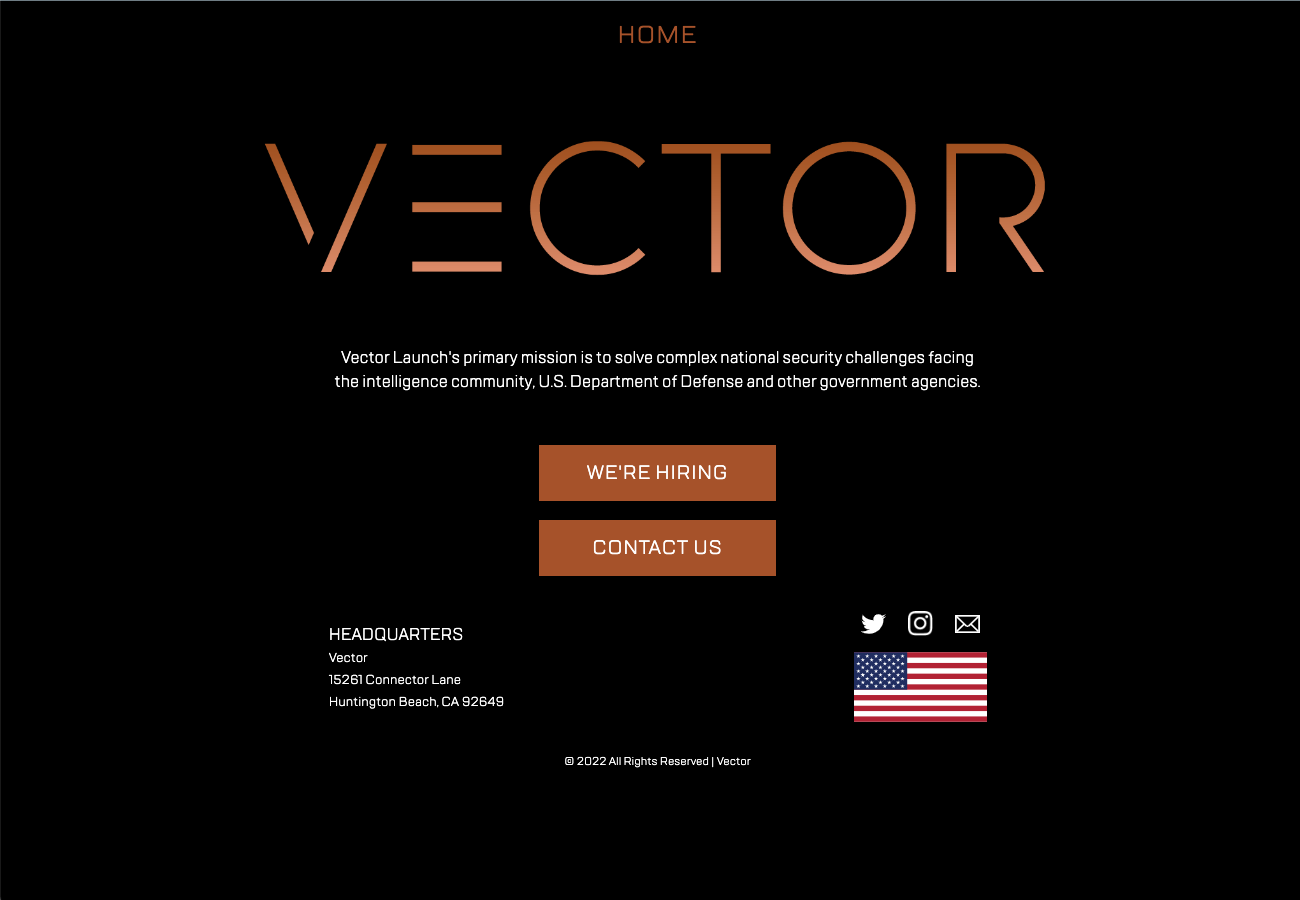 HOME
VECTOR
Vector Launch's primary mission is to solve complex national security challenges facing
the intelligence community, U.S. Department of Defense and other government agencies.
WE'RE HIRING
CONTACT US
HEADQUARTERS
Vector
15261 Connector Lane
Huntington Beach, CA 92649
© 2022 All Rights Reserved | Vector